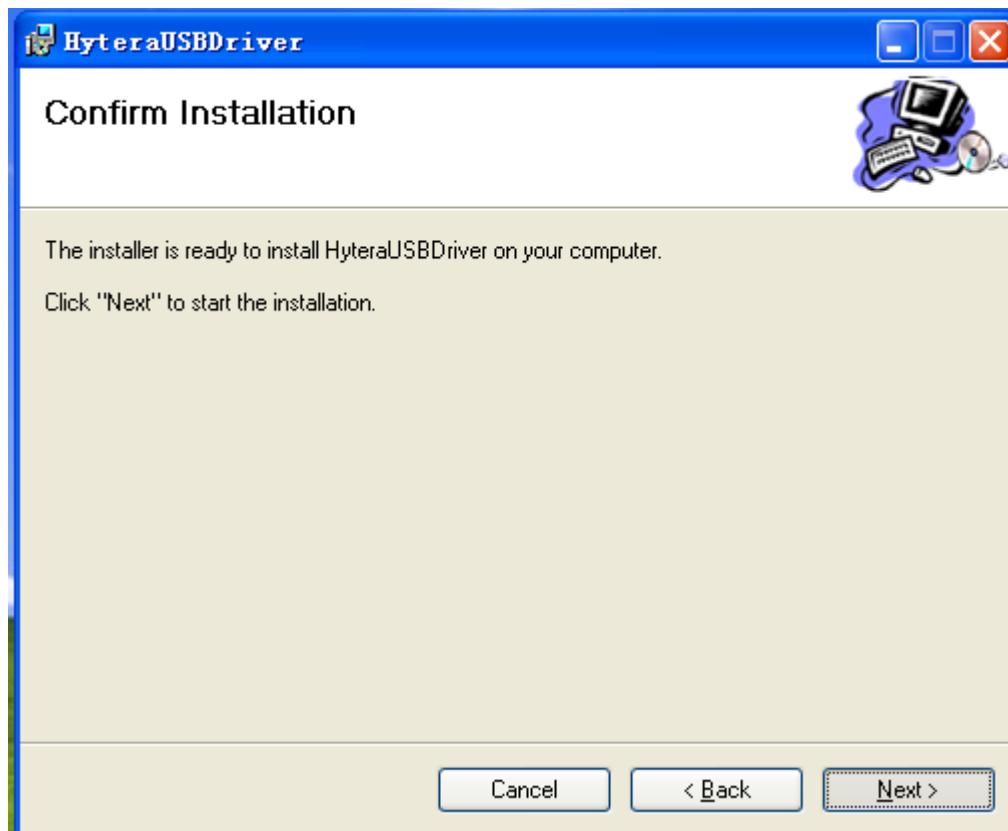 HyteraUSBDriver
Confirm Installation
The installer is ready to install HyteraUSBDriver on your computer.
Click "Next" to start the installation.
Cancel
< Back
Next >